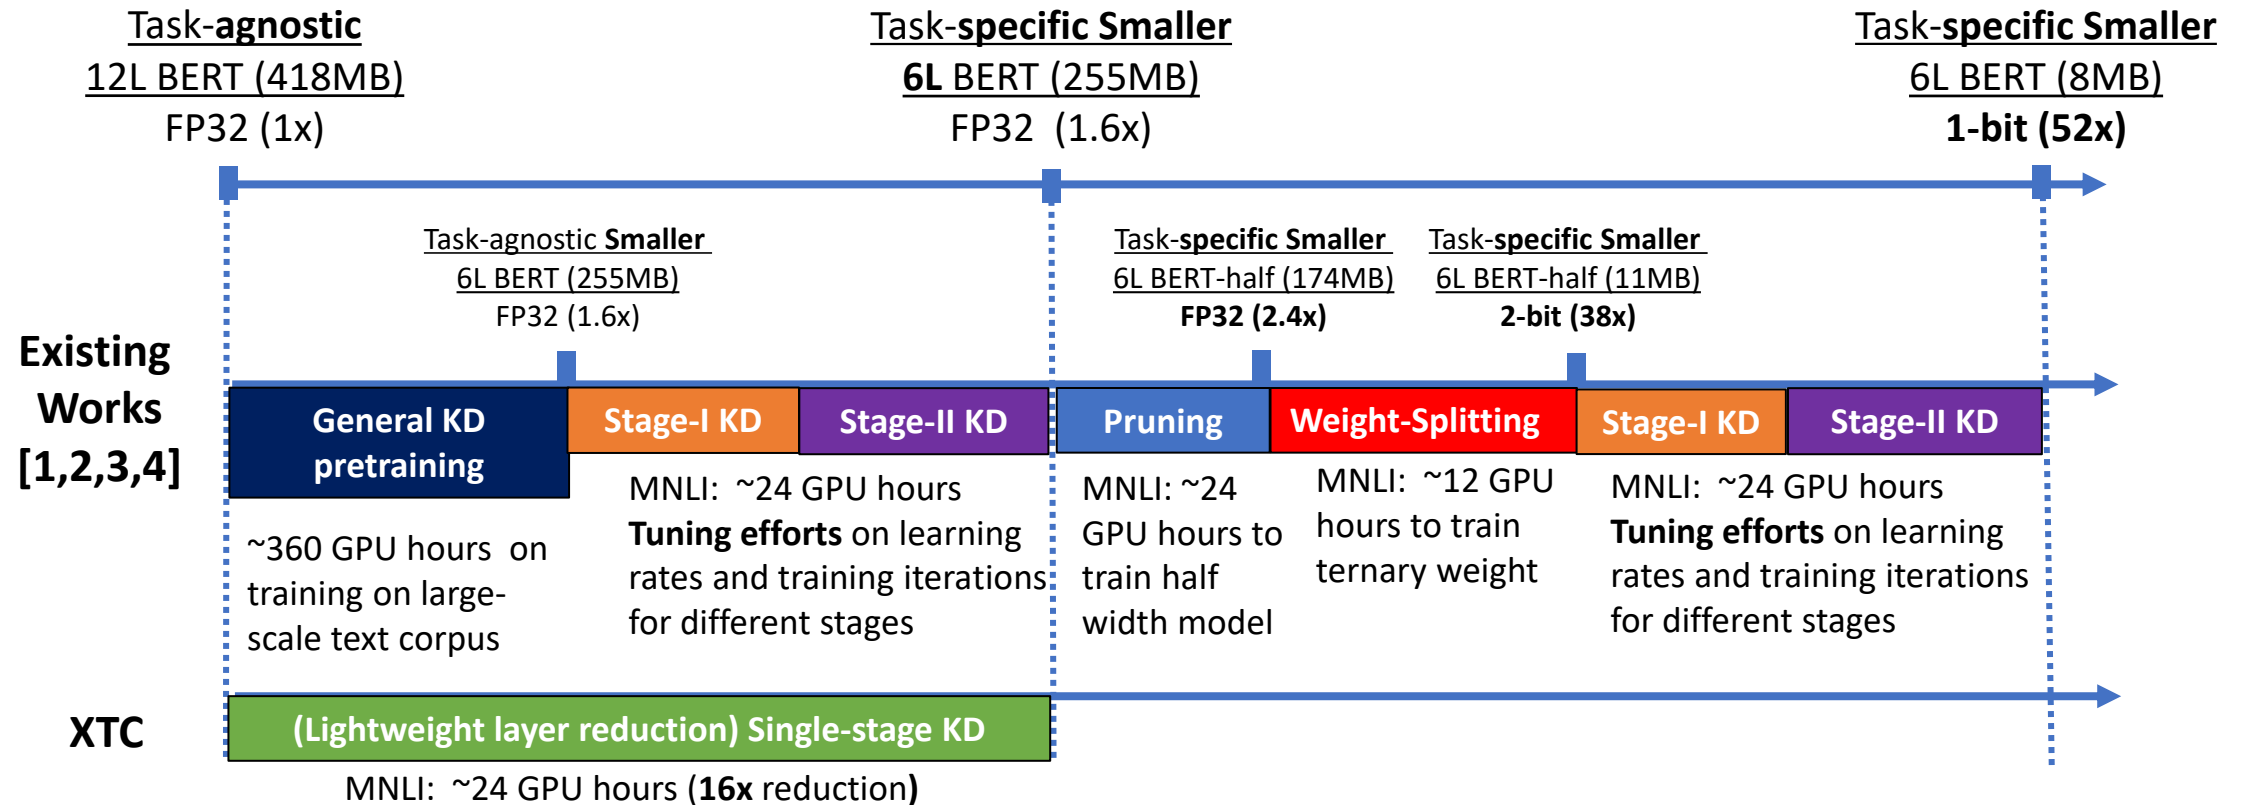 Task-agnostic
12L BERT (418MB)
FP32 (1x)
Task-specific Smaller
6L BERT (255MB)
FP32 (1.6x)
Task-specific Smaller
6L BERT (8MB)
1-bit (52x)
Task-agnostic Smaller
6L BERT (255MB)
FP32 (1.6x)
Task-specific Smaller
6L BERT-half (174MB)
FP32 (2.4x)
Task-specific Smaller
6L BERT-half (11MB)
2-bit (38x)
Existing
Works
[1,2,3,4]
General KD
pretraining
Stage-I KD
Stage-II KD
Pruning
Weight-Splitting
Stage-I KD
Stage-II KD
~360 GPU hours on
training on large-
scale text corpus
MNLI: ~24 GPU hours
Tuning efforts on learning
rates and training iterations
for different stages
MNLI: ~24
GPU hours to
train half
width model
MNLI: ~12 GPU
hours to train
ternary weight
MNLI: ~24 GPU hours
Tuning efforts on learning
rates and training iterations
for different stages
XTC
(Lightweight layer reduction) Single-stage KD
MNLI: ~24 GPU hours (16x reduction)